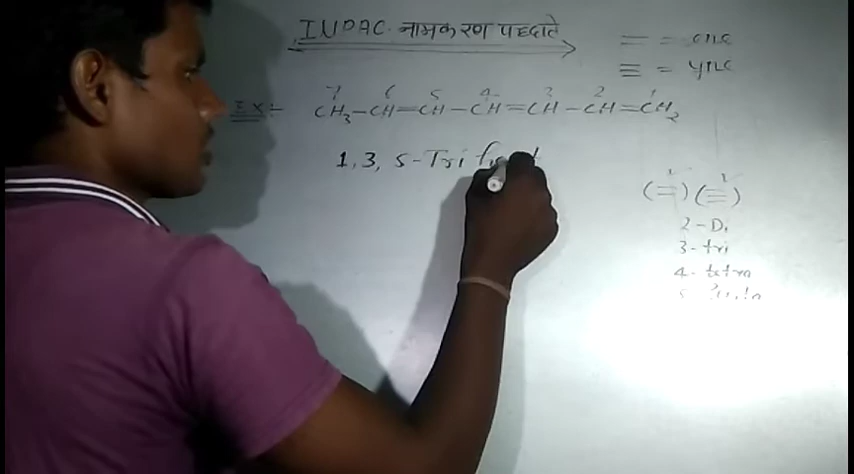 IUPAC. नामकरण पद्धति
= = ene
≡ = yne
7 6 5 4 3 2 1
Ex:- CH3-CH=CH-CH=CH-CH=CH2
1,3,5-Tri
(=) (≡)
2-Di
3-tri
4-tetra
5-